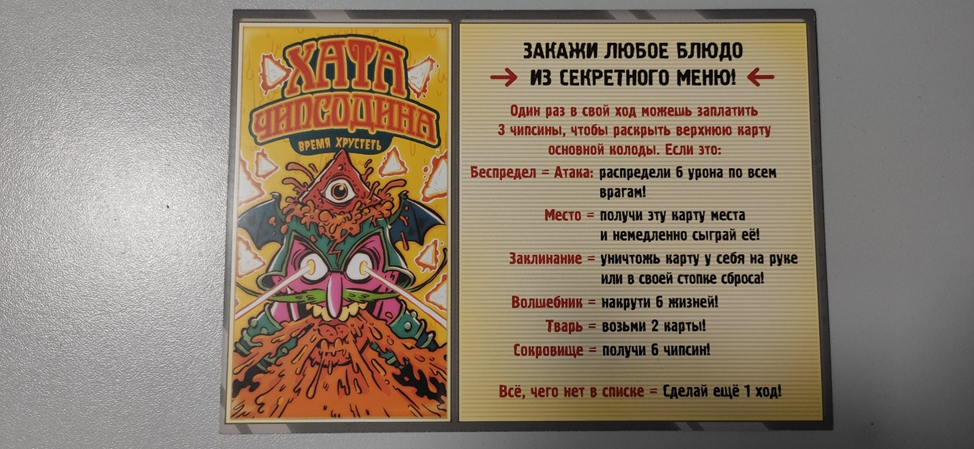 ХАТА
ЧИПСОДИНА
ВРЕМЯ ХРУСТЕТЬ
ЗАКАЖИ ЛЮБОЕ БЛЮДО
ИЗ СЕКРЕТНОГО МЕНЮ!
Один раз в свой ход можешь заплатить
3 чипсины, чтобы раскрыть верхнюю карту
основной колоды. Если это:
Беспредел = Атака: распредели 6 урона по всем
врагам!
Место = получи эту карту места
и немедленно сыграй её!
Заклинание = уничтожь карту у себя на руке
или в своей стопке сброса!
Волшебник = накрути 6 жизней!
Тварь = возьми 2 карты!
Сокровище = получи 6 чипсин!
Всё, чего нет в списке = Сделай ещё 1 ход!